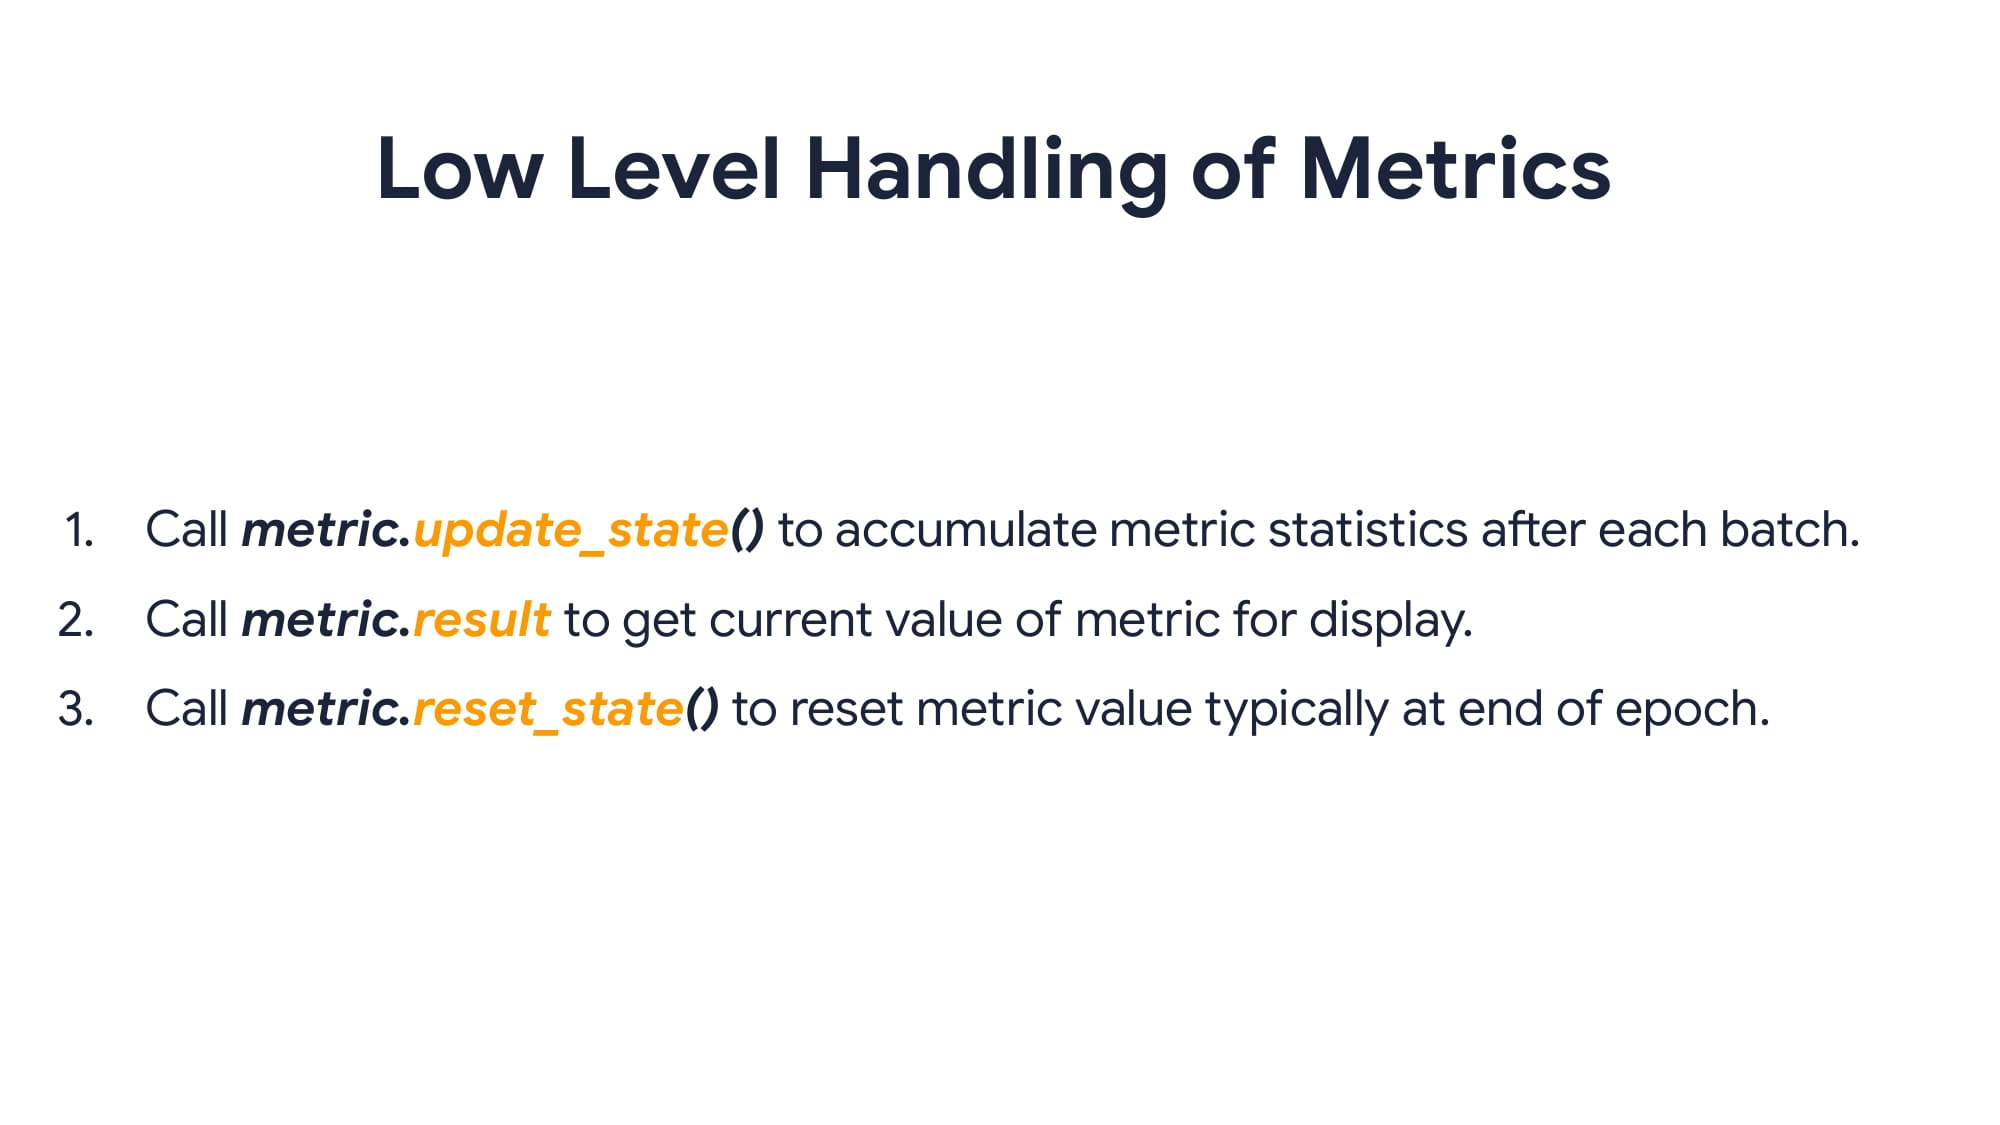 Low Level Handling of Metrics
1. Call metric.update_state() to accumulate metric statistics after each batch.
2. Call metric.result to get current value of metric for display.
3. Call metric.reset_state() to reset metric value typically at end of epoch.